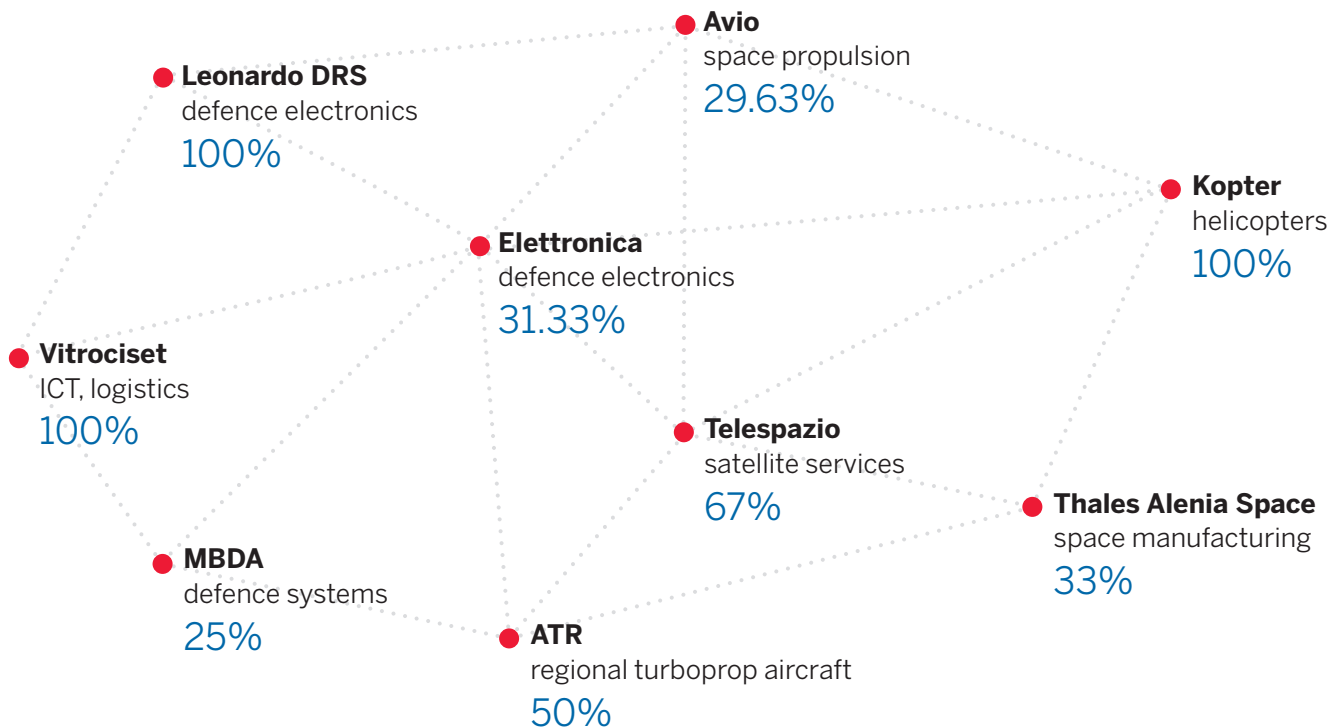 Avio
space propulsion
29.63%
Leonardo DRS
defence electronics
100%
Kopter
helicopters
100%
Elettronica
defence electronics
31.33%
Vitrociset
ICT, logistics
100%
Telespazio
satellite services
67%
Thales Alenia Space
space manufacturing
33%
MBDA
defence systems
25%
ATR
regional turboprop aircraft
50%